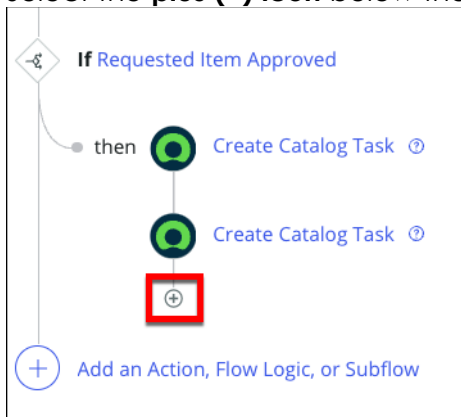 If Requested Item Approved
then Create Catalog Task
Create Catalog Task
Add an Action, Flow Logic, or Subflow